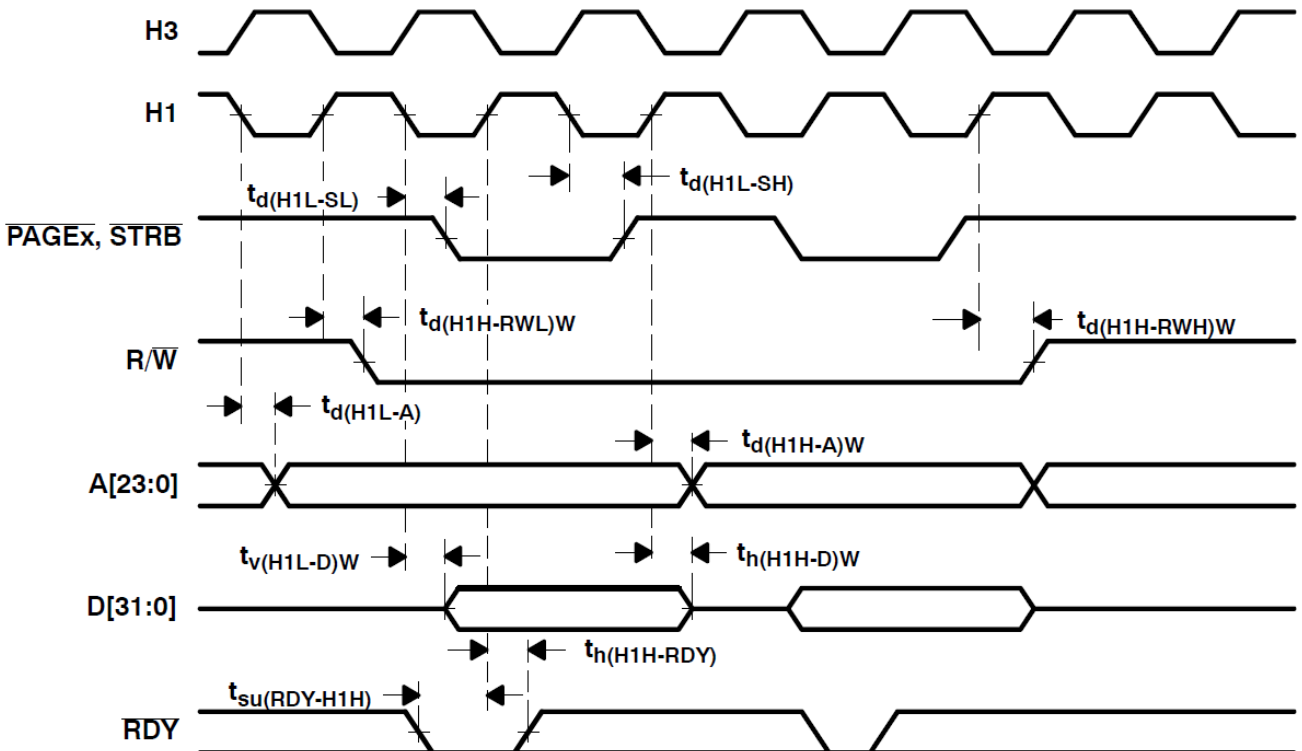 H3
H1
td(H1L-SL)
td(H1L-SH)
PAGEx, STRB
td(H1H-RWL)W
td(H1H-RWH)W
R/W
td(H1L-A)
td(H1H-A)W
A[23:0]
tv(H1L-D)W
th(H1H-D)W
D[31:0]
th(H1H-RDY)
tsu(RDY-H1H)
RDY